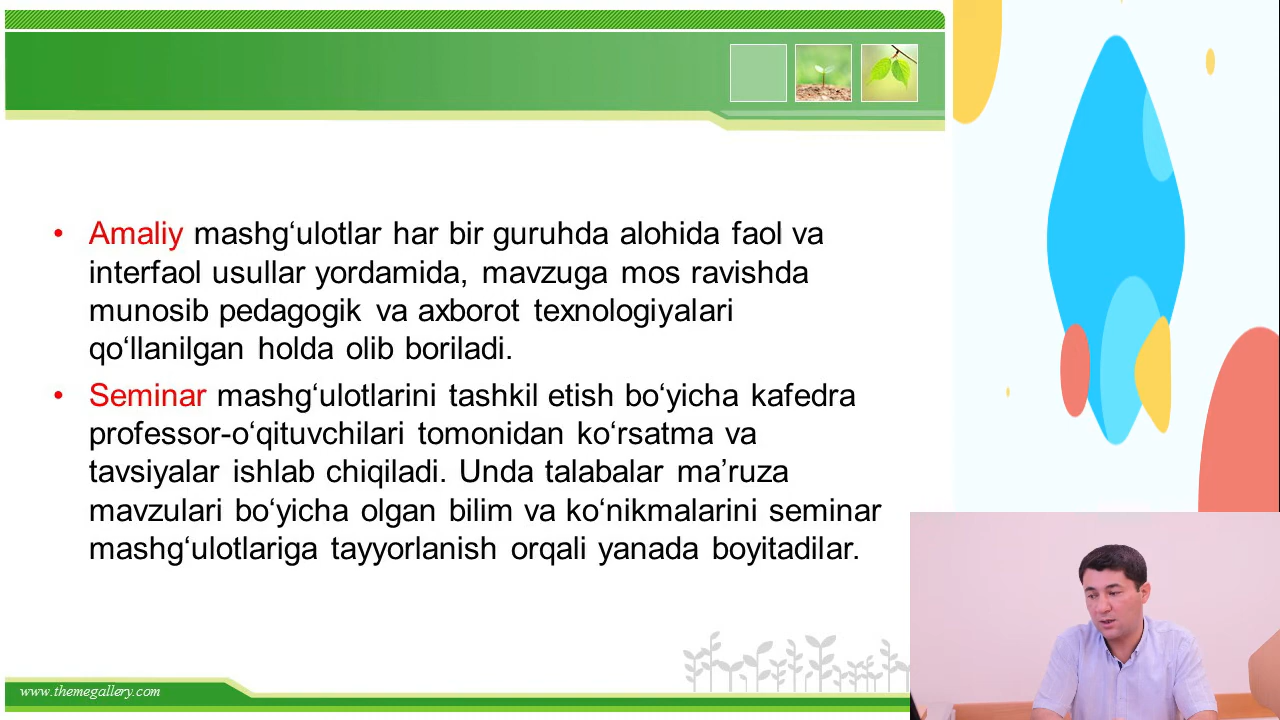 • Amaliy mashg‘ulotlar har bir guruhda alohida faol va
interfaol usullar yordamida, mavzuga mos ravishda
munosib pedagogik va axborot texnologiyalari
qo‘llanilgan holda olib boriladi.
• Seminar mashg‘ulotlarini tashkil etish bo‘yicha kafedra
professor-o‘qituvchilari tomonidan ko‘rsatma va
tavsiyalar ishlab chiqiladi. Unda talabalar ma’ruza
mavzulari bo‘yicha olgan bilim va ko‘nikmalarini seminar
mashg‘ulotlariga tayyorlanish orqali yanada boyitadilar.
www.themegallery.com